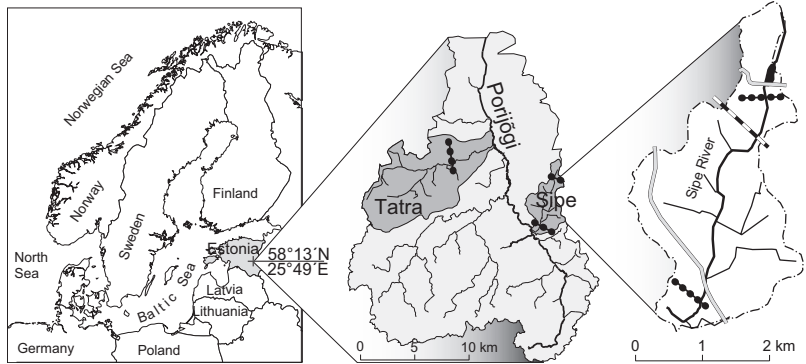 Norwegian Sea
Norway
Sweden
Finland
North
Sea
Estonia
58°13´N
25°49´E
Baltic Sea
Latvia
Lithuania
Germany
Poland
Porijõgi
Tatra
Sipe
0 5 10 km
Sipe River
0 1 2 km